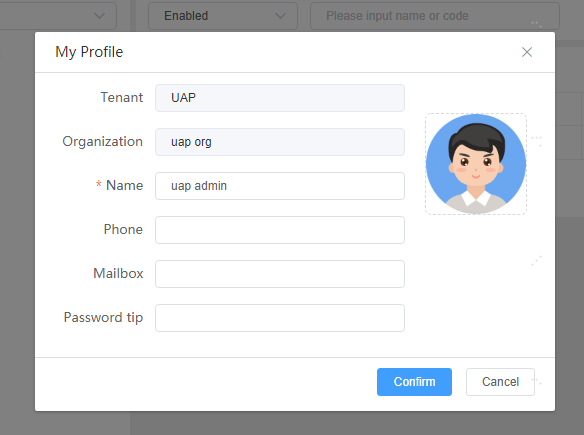 Enabled
Please input name or code
My Profile
Tenant
UAP
Organization
uap org
* Name
uap admin
Phone
Mailbox
Password tip
Confirm
Cancel